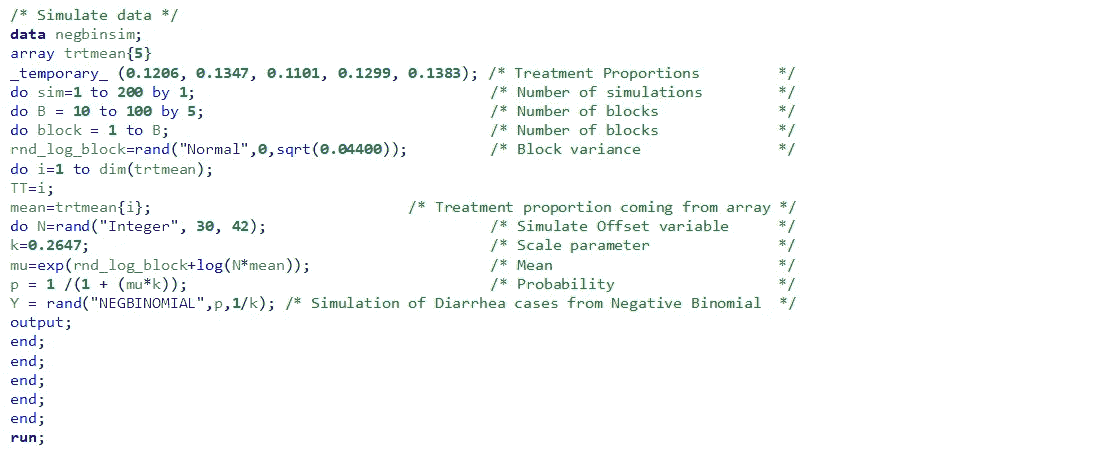 /* Simulate data */
data negbinsim;
array trtmean{5}
_temporary_ (0.1206, 0.1347, 0.1101, 0.1299, 0.1383); /* Treatment Proportions */
do sim=1 to 200 by 1; /* Number of simulations */
do B = 10 to 100 by 5; /* Number of blocks */
do block = 1 to B; /* Number of blocks */
rnd_log_block=rand("Normal",0,sqrt(0.04400)); /* Block variance */
do i=1 to dim(trtmean);
TT=i;
mean=trtmean{i}; /* Treatment proportion coming from array */
do N=rand("Integer", 30, 42); /* Simulate Offset variable */
k=0.2647; /* Scale parameter */
mu=exp(rnd_log_block+log(N*mean)); /* Mean */
p = 1 /(1 + (mu*k)); /* Probability */
Y = rand("NEGBINOMIAL",p,1/k); /* Simulation of Diarrhea cases from Negative Binomial */
output;
end;
end;
end;
end;
end;
run;